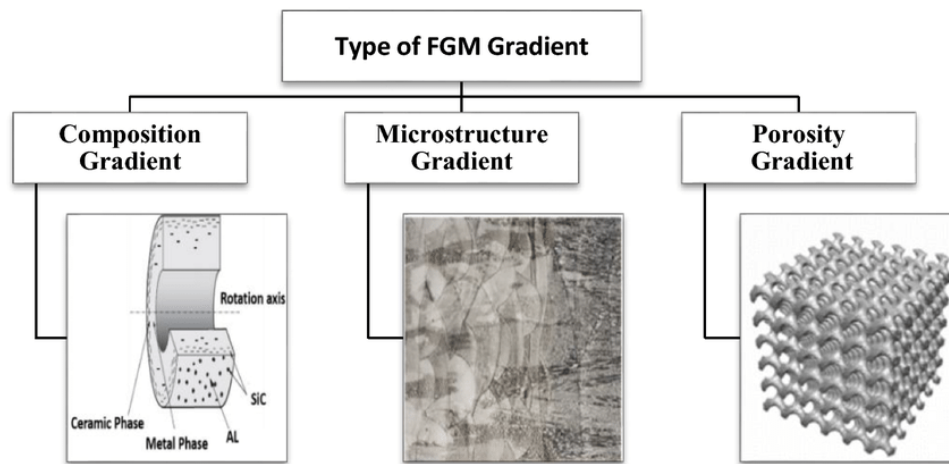 Type of FGM Gradient
Composition
Gradient
Microstructure
Gradient
Porosity
Gradient
Rotation axis
SiC
Ceramic Phase
Metal Phase
AL